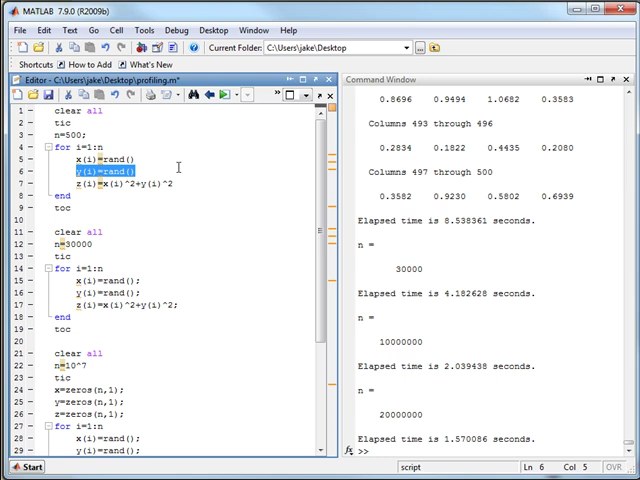 MATLAB 7.9.0 (R2009b)
File Edit Text Go Cell Tools Debug Desktop Window Help
Current Folder: C:\Users\jake\Desktop
Shortcuts How to Add What's New
Editor - C:\Users\jake\Desktop\profiling.m*
1 clear all
2 tic
3 n=500;
4 for i=1:n
5 x(i)=rand()
6 y(i)=rand()
7 z(i)=x(i)^2+y(i)^2
8 end
9 toc
10
11 clear all
12 n=30000
13 tic
14 for i=1:n
15 x(i)=rand();
16 y(i)=rand();
17 z(i)=x(i)^2+y(i)^2;
18 end
19 toc
20
21 clear all
22 n=10^7
23 tic
24 x=zeros(n,1);
25 y=zeros(n,1);
26 z=zeros(n,1);
27 for i=1:n
28 x(i)=rand();
29 y(i)=rand();
Command Window
0.8696 0.9494 1.0682 0.3583
Columns 493 through 496
0.2834 0.1822 0.4435 0.2080
Columns 497 through 500
0.3582 0.9230 0.5802 0.6939
Elapsed time is 8.538361 seconds.
n =
30000
Elapsed time is 4.182628 seconds.
n =
10000000
Elapsed time is 2.039438 seconds.
n =
20000000
Elapsed time is 1.570086 seconds.
fx >>
Start script Ln 6 Col 5 OVR